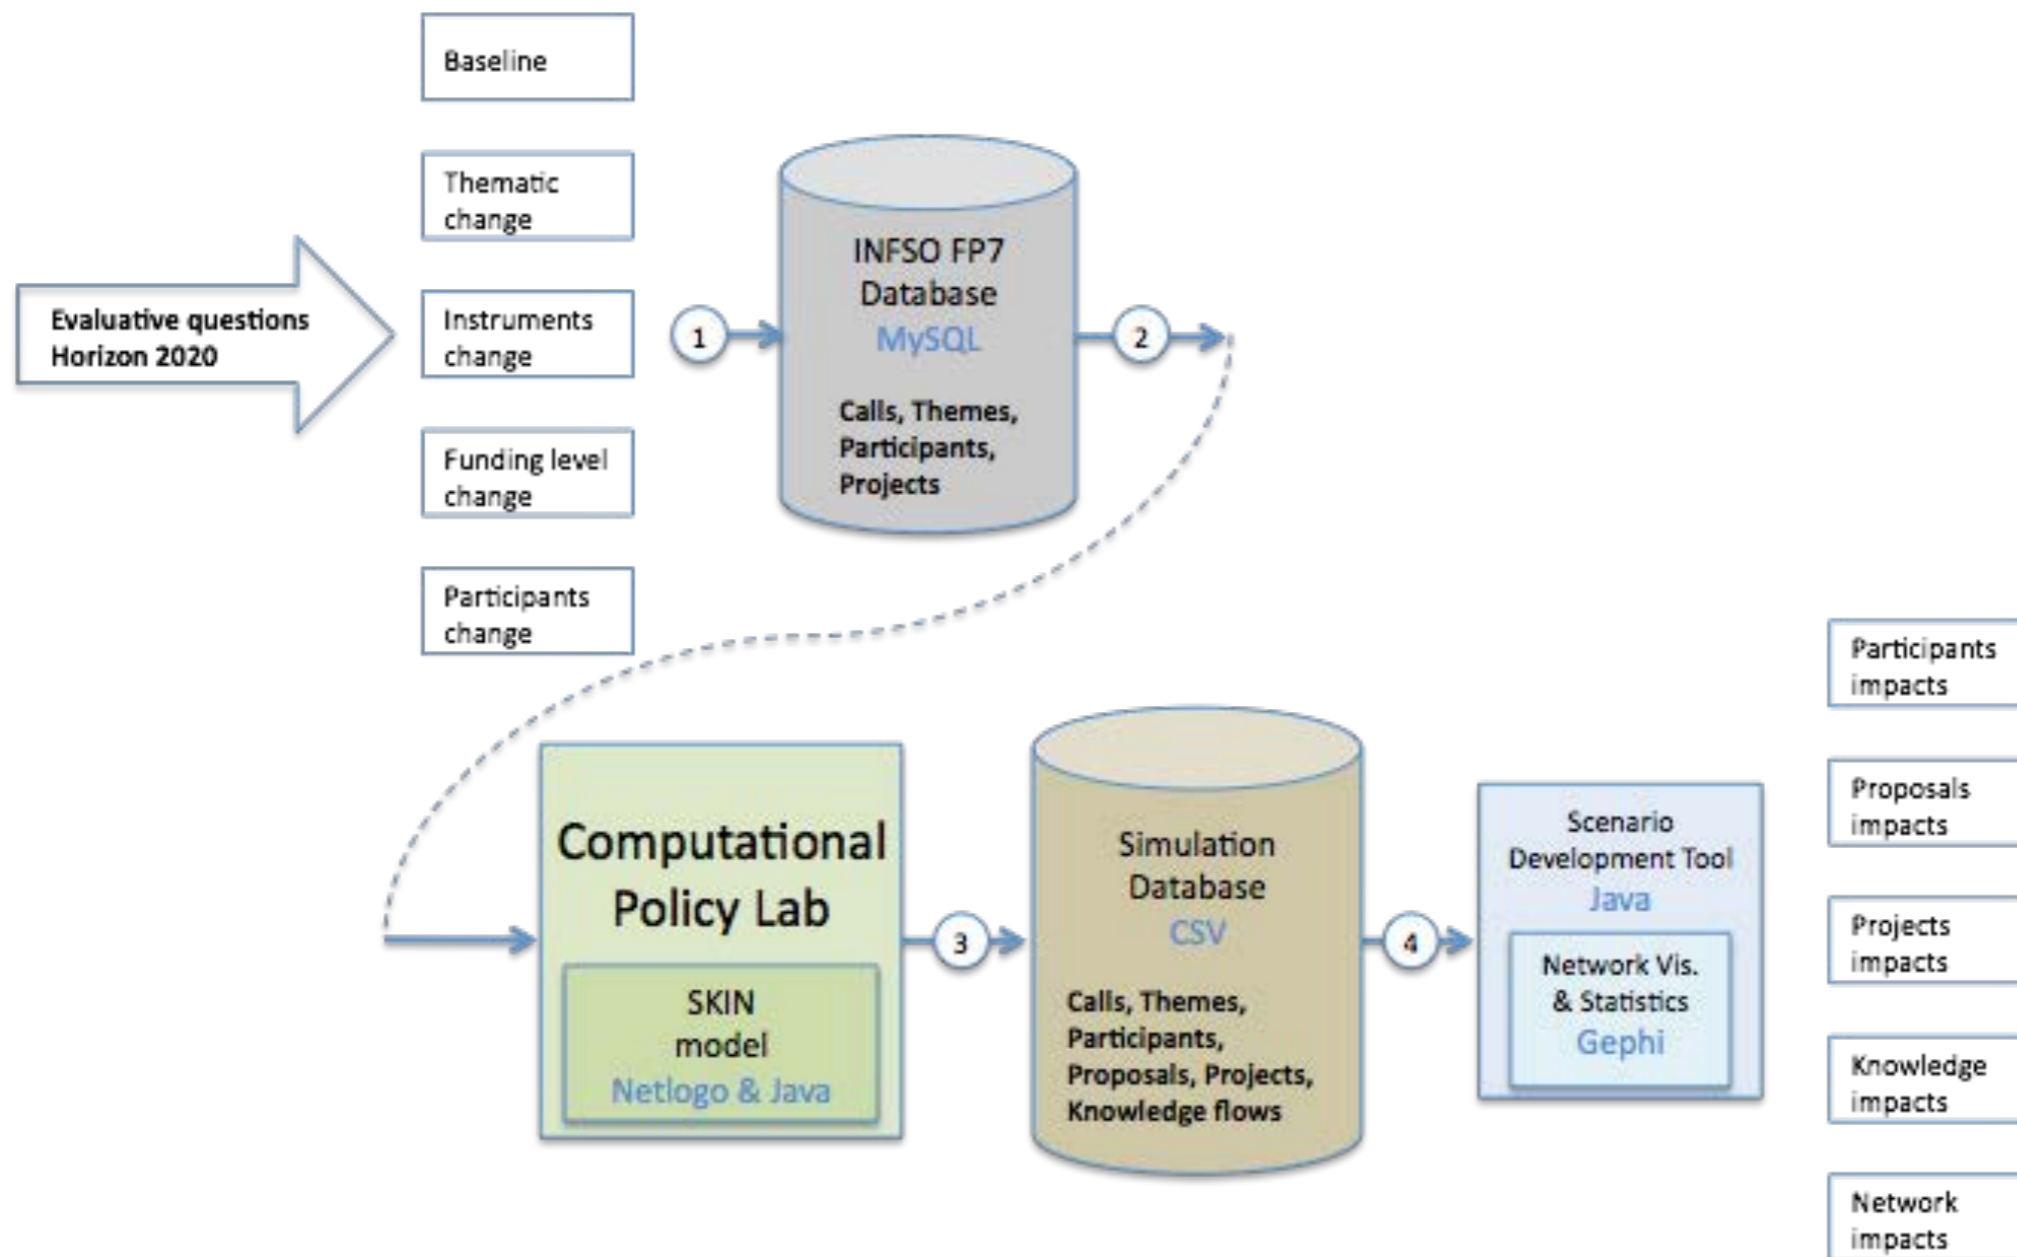 Baseline
Thematic
change
Evaluative questions
Horizon 2020
Instruments
change
Funding level
change
Participants
change
1
INFSO FP7
Database
MySQL
Calls, Themes,
Participants,
Projects
2
Computational
Policy Lab
SKIN
model
Netlogo & Java
3
Simulation
Database
CSV
Calls, Themes,
Participants,
Proposals, Projects,
Knowledge flows
4
Scenario
Development Tool
Java
Network Vis.
& Statistics
Gephi
Participants
impacts
Proposals
impacts
Projects
impacts
Knowledge
impacts
Network
impacts